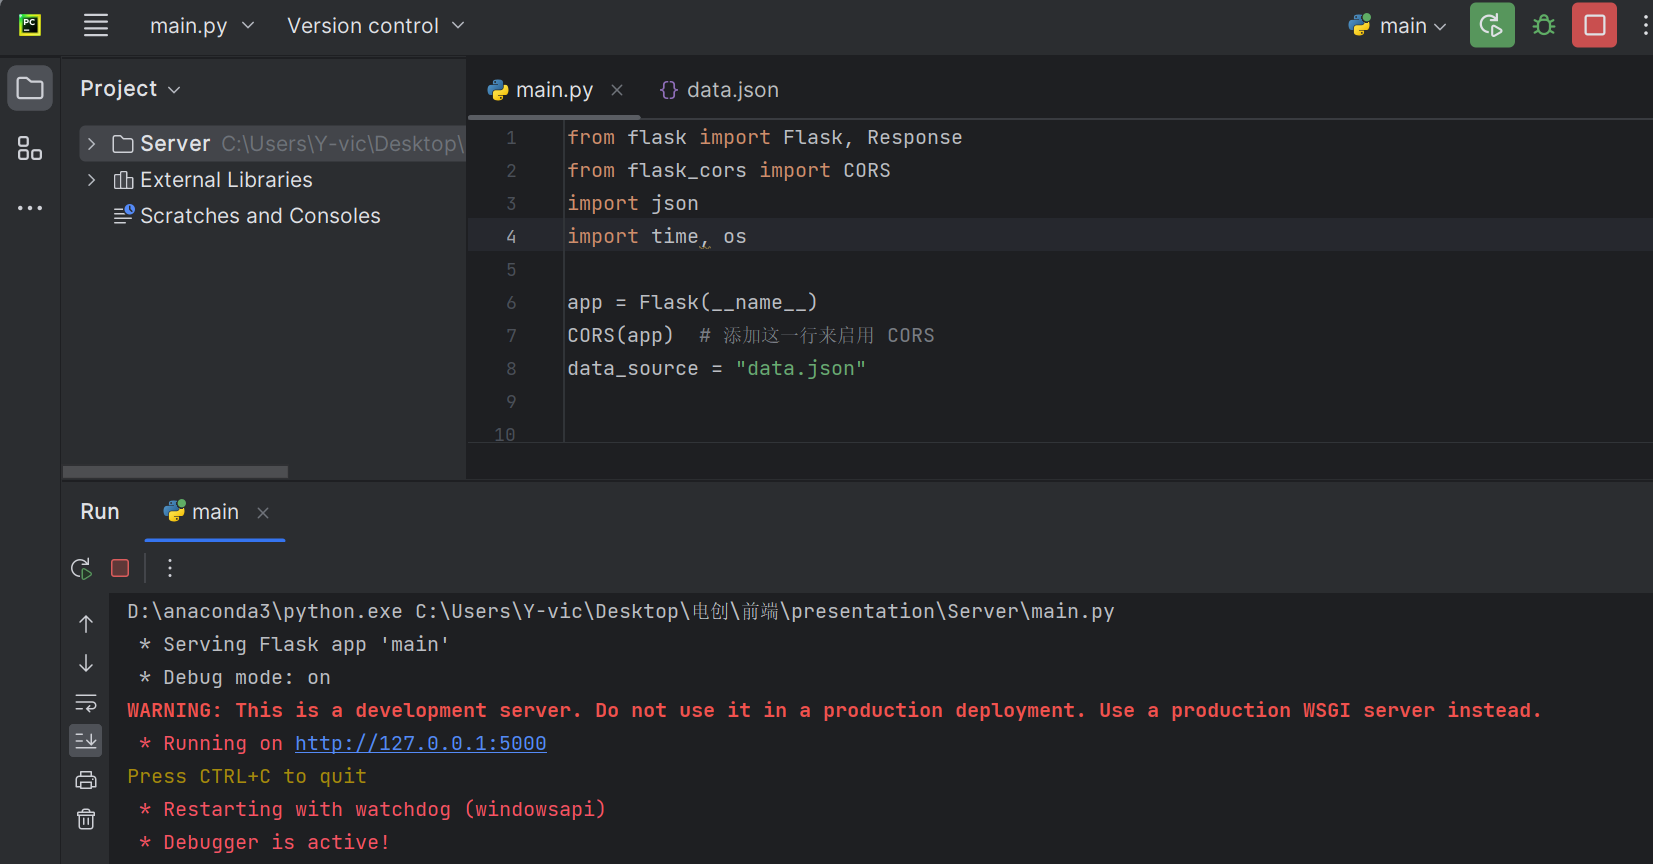 PC
main.py
Version control
main
Project
Server C:\Users\Y-vic\Desktop\
External Libraries
Scratches and Consoles
main.py
{} data.json
1 from flask import Flask, Response
2 from flask_cors import CORS
3 import json
4 import time, os
5
6 app = Flask(__name__)
7 CORS(app)  # 添加这一行来启用 CORS
8 data_source = "data.json"
9
10
Run
main
D:\anaconda3\python.exe C:\Users\Y-vic\Desktop\电创\前端\presentation\Server\main.py
* Serving Flask app 'main'
* Debug mode: on
WARNING: This is a development server. Do not use it in a production deployment. Use a production WSGI server instead.
* Running on http://127.0.0.1:5000
Press CTRL+C to quit
* Restarting with watchdog (windowsapi)
* Debugger is active!